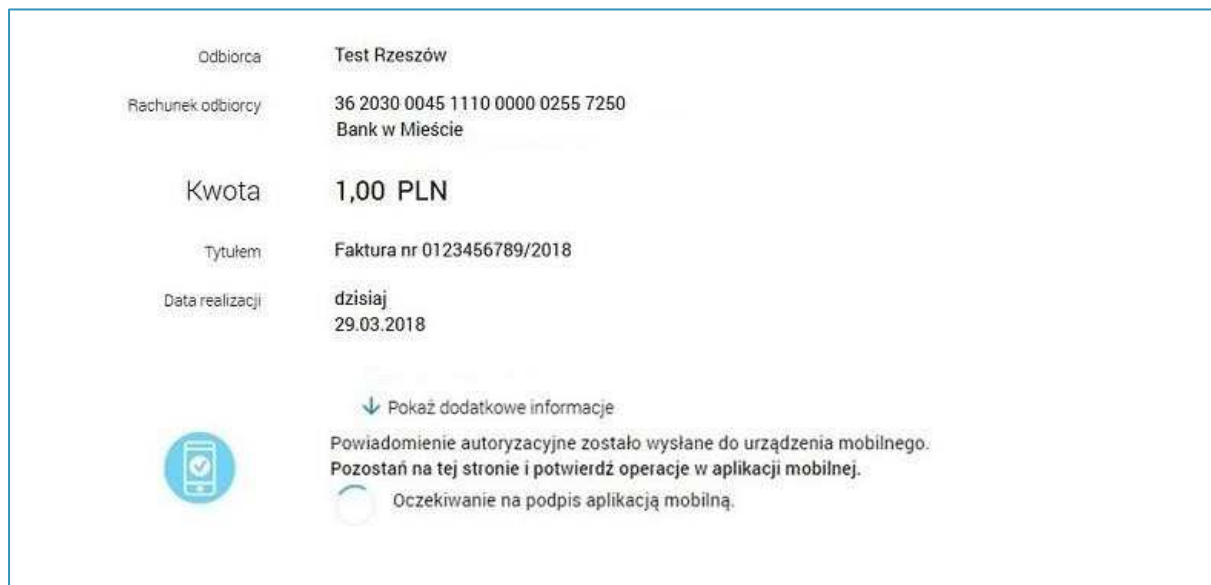 Odbiorca Test Rzeszów
Rachunek odbiorcy 36 2030 0045 1110 0000 0255 7250
Bank w Mieście
Kwota 1,00 PLN
Tytułem Faktura nr 0123456789/2018
Data realizacji dzisiaj
29.03.2018
Pokaż dodatkowe informacje
Powiadomienie autoryzacyjne zostało wysłane do urządzenia mobilnego.
Pozostań na tej stronie i potwierdź operacje w aplikacji mobilnej.
Oczekiwanie na podpis aplikacją mobilną.